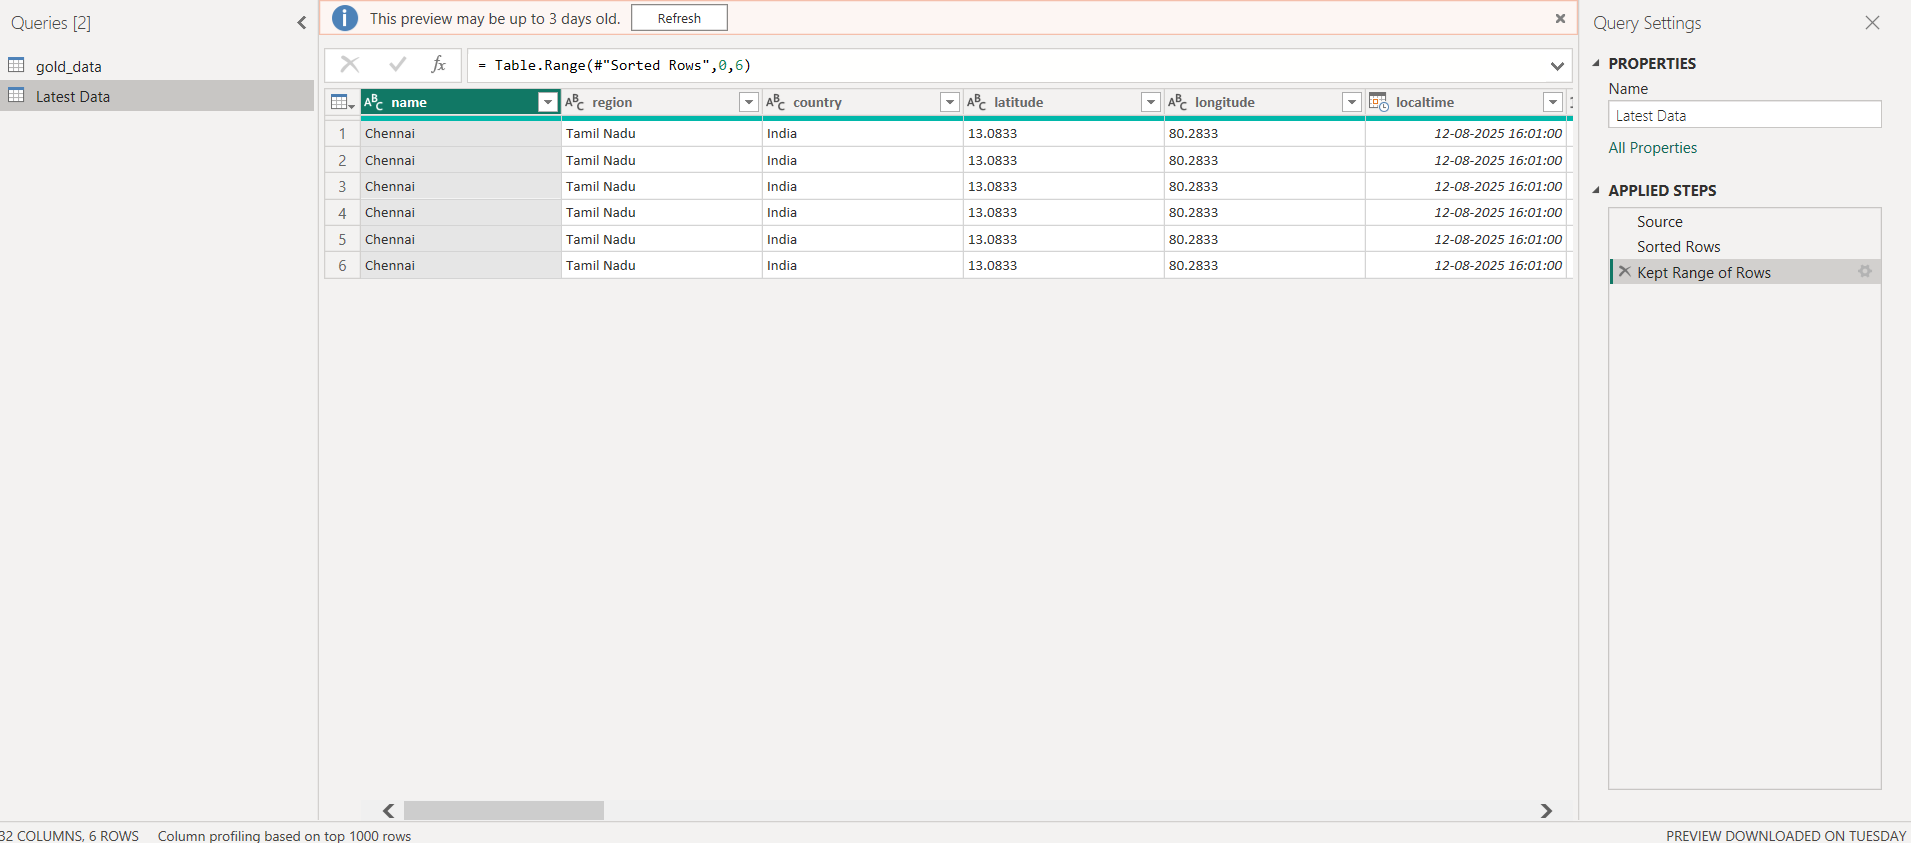 Queries [2]
gold_data
Latest Data
This preview may be up to 3 days old. Refresh
= Table.Range(#"Sorted Rows",0,6)
name region country latitude longitude localtime
1 Chennai Tamil Nadu India 13.0833 80.2833 12-08-2025 16:01:00
2 Chennai Tamil Nadu India 13.0833 80.2833 12-08-2025 16:01:00
3 Chennai Tamil Nadu India 13.0833 80.2833 12-08-2025 16:01:00
4 Chennai Tamil Nadu India 13.0833 80.2833 12-08-2025 16:01:00
5 Chennai Tamil Nadu India 13.0833 80.2833 12-08-2025 16:01:00
6 Chennai Tamil Nadu India 13.0833 80.2833 12-08-2025 16:01:00
Query Settings
PROPERTIES
Name
Latest Data
All Properties
APPLIED STEPS
Source
Sorted Rows
Kept Range of Rows
32 COLUMNS, 6 ROWS Column profiling based on top 1000 rows
PREVIEW DOWNLOADED ON TUESDAY